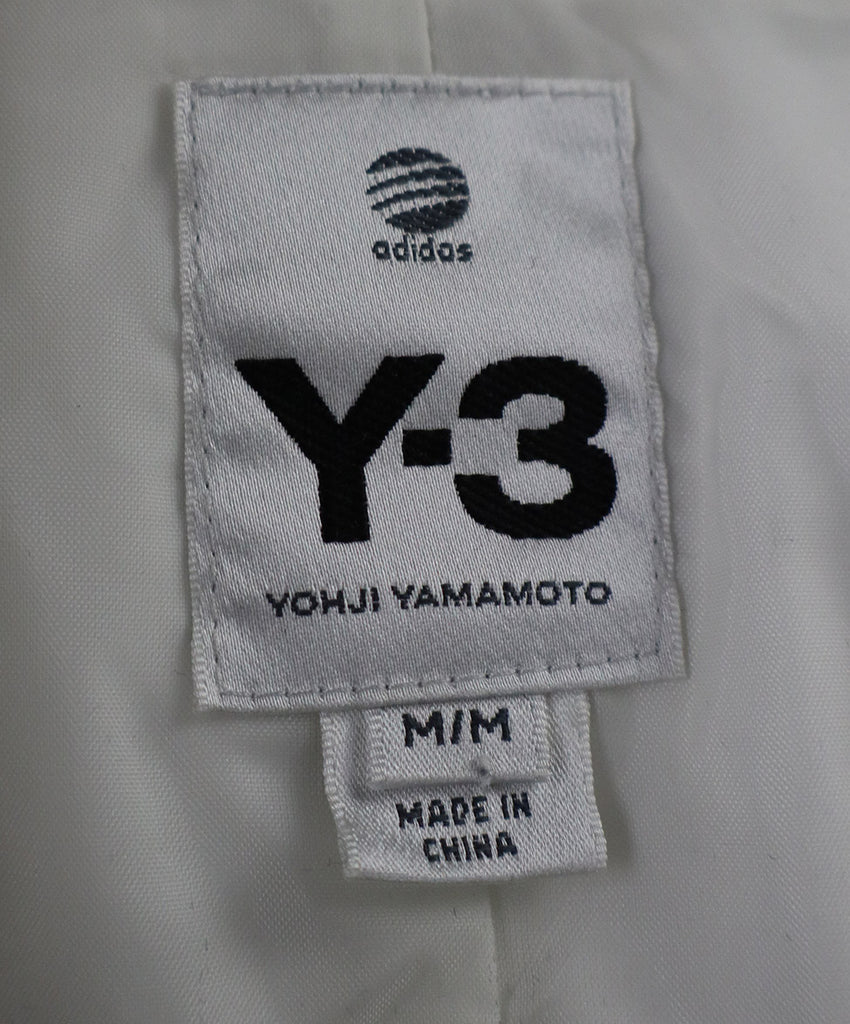 adidas
Y-3
YOHJI YAMAMOTO
M/M
MADE IN
CHINA